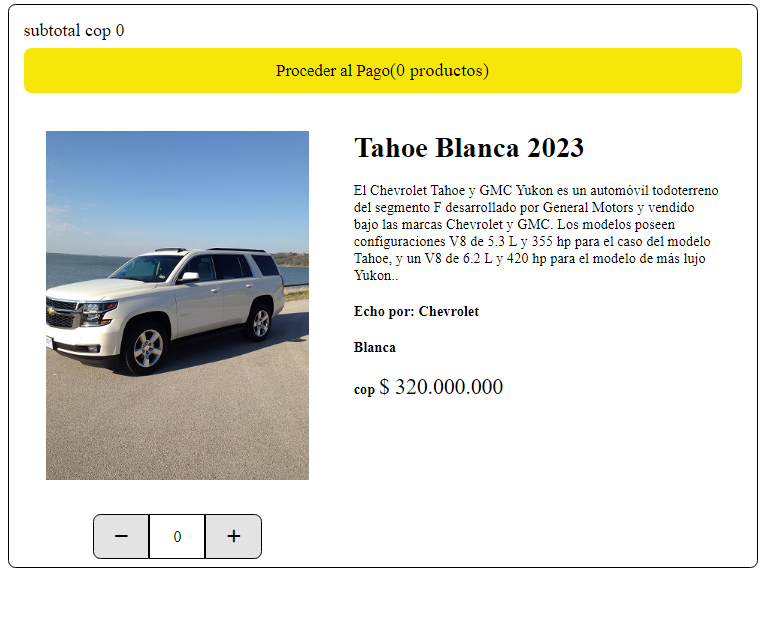 subtotal cop 0
Proceder al Pago(0 productos)
Tahoe Blanca 2023
El Chevrolet Tahoe y GMC Yukon es un automóvil todoterreno
del segmento F desarrollado por General Motors y vendido
bajo las marcas Chevrolet y GMC. Los modelos poseen
configuraciones V8 de 5.3 L y 355 hp para el caso del modelo
Tahoe, y un V8 de 6.2 L y 420 hp para el modelo de más lujo
Yukon..
Echo por: Chevrolet
Blanca
cop $ 320.000.000
− 0 +